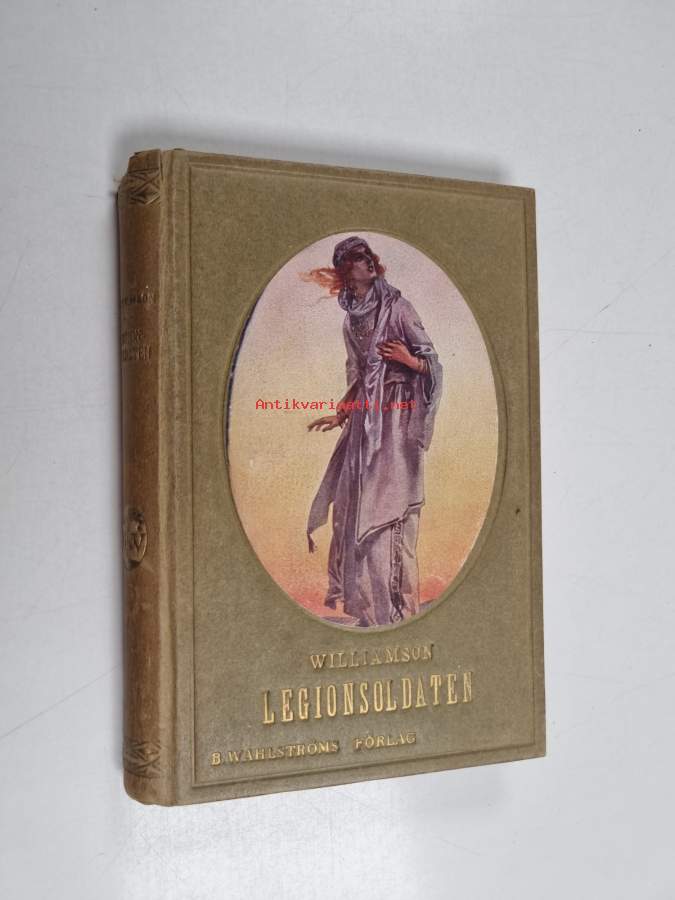 WILLIAMSON
LEGIONSOLDATEN
B. WAHLSTRÖMS FÖRLAG
Antikvariaatti.net